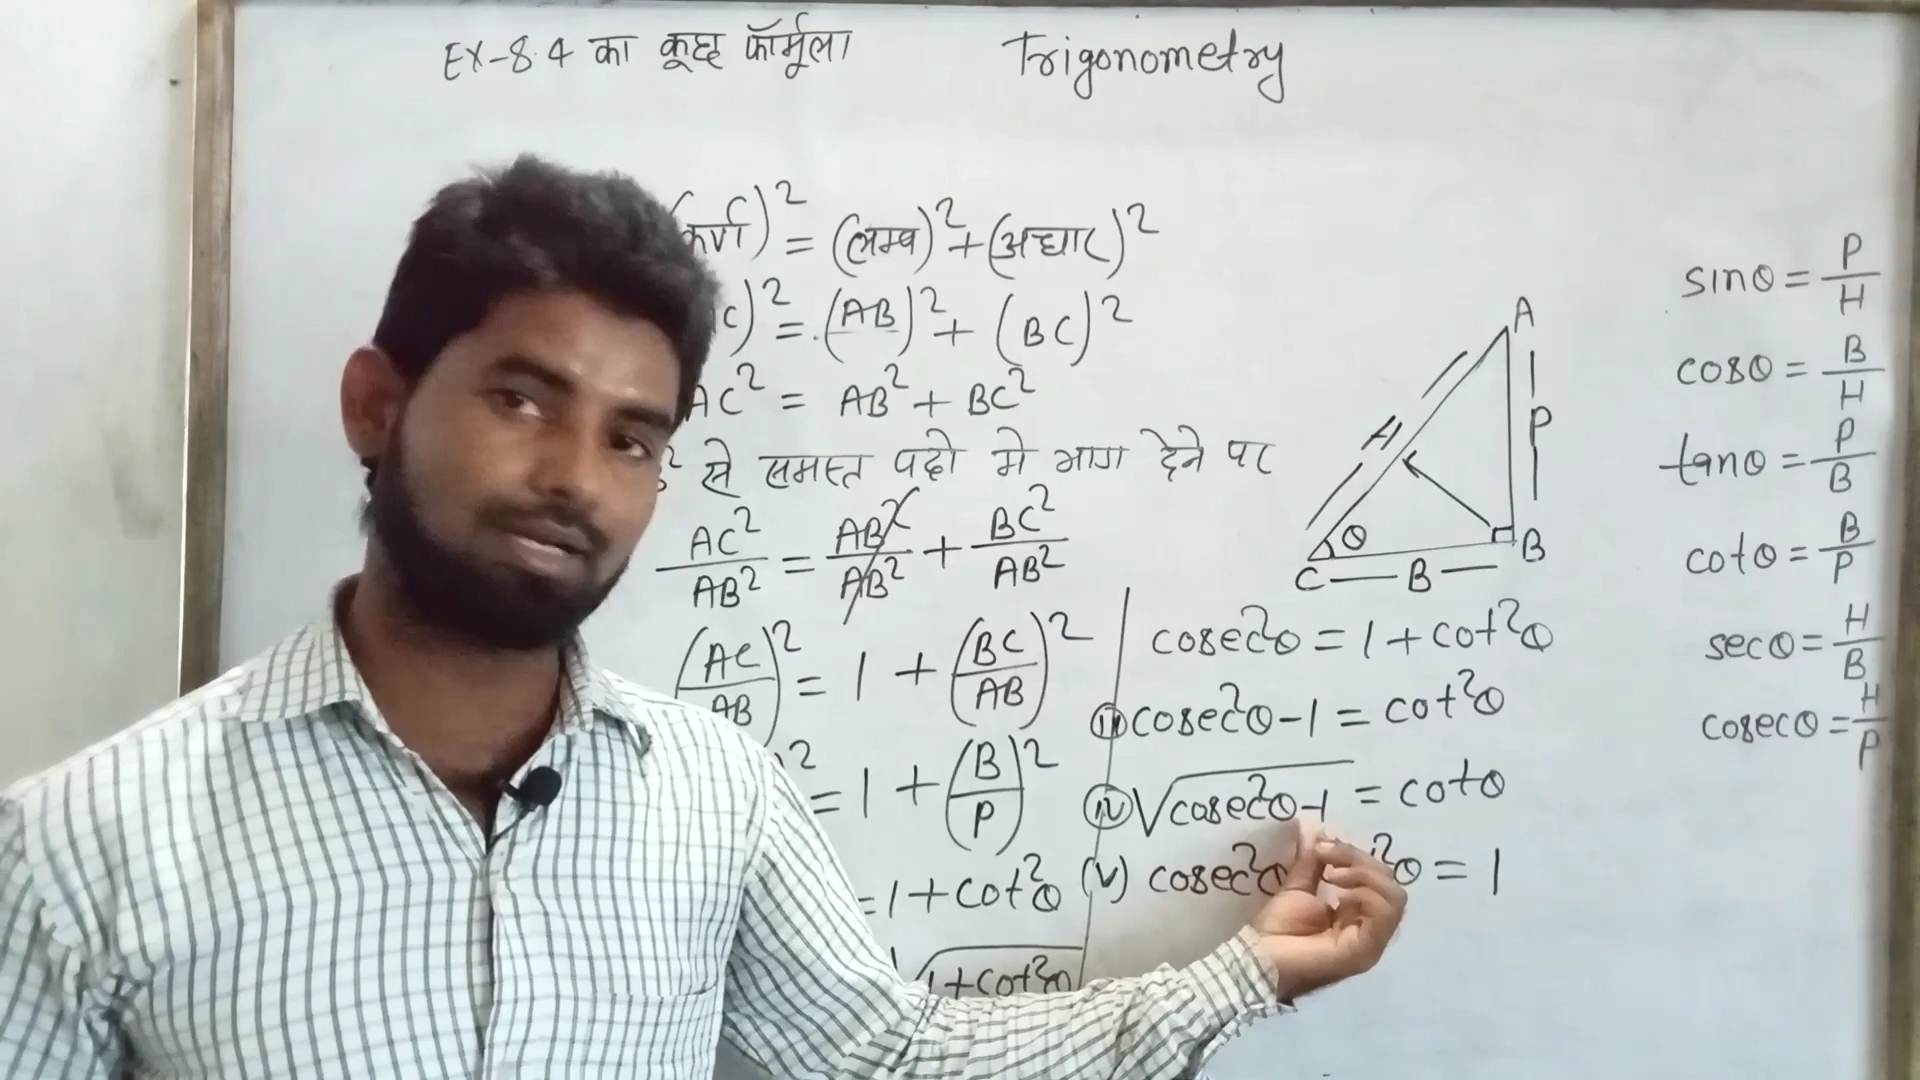 EX-8.4 का कूछ फॉर्मूला
Trigonometry
(कर्ण)² = (लम्ब)² + (अधार)²
C)² = (AB)² + (BC)²
AC² = AB² + BC²
² से समस्त पदो मे भाग देने पर
AC²/AB² = AB²/AB² + BC²/AB²
(AC/AB)² = 1 + (BC/AB)²
)² = 1 + (B/P)²
= 1 + cot²θ
√1+cot²θ
cosec²θ = 1 + cot²θ
(iii) cosec²θ - 1 = cot²θ
(iv) √cosec²θ-1 = cotθ
(v) cosec²θ ²θ = 1
A
H
P
θ
C B B
sinθ = P/H
cosθ = B/H
tanθ = P/B
cotθ = B/P
secθ = H/B
cosecθ = H/P